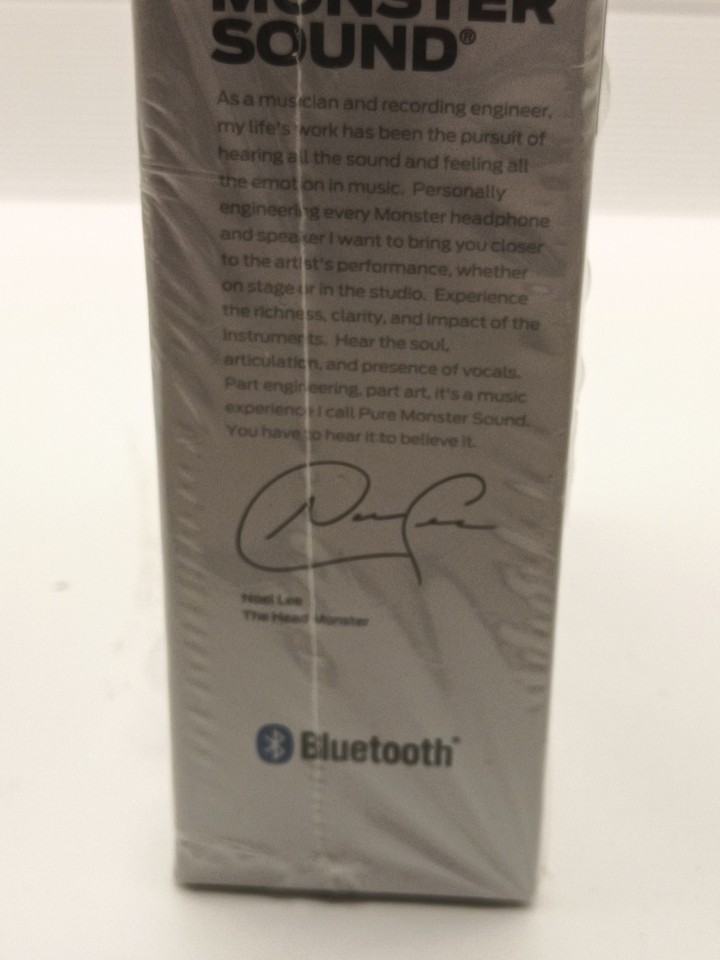 MONSTER
SOUND®
As a musician and recording engineer,
my life's work has been the pursuit of
hearing all the sound and feeling all
the emotion in music. Personally
engineering every Monster headphone
and speaker I want to bring you closer
to the artist's performance, whether
on stage or in the studio. Experience
the richness, clarity, and impact of the
instruments. Hear the soul,
articulation, and presence of vocals.
Part engineering, part art, it's a music
experience I call Pure Monster Sound.
You have to hear it to believe it.
Noel Lee
Noel Lee
The Head Monster
Bluetooth®